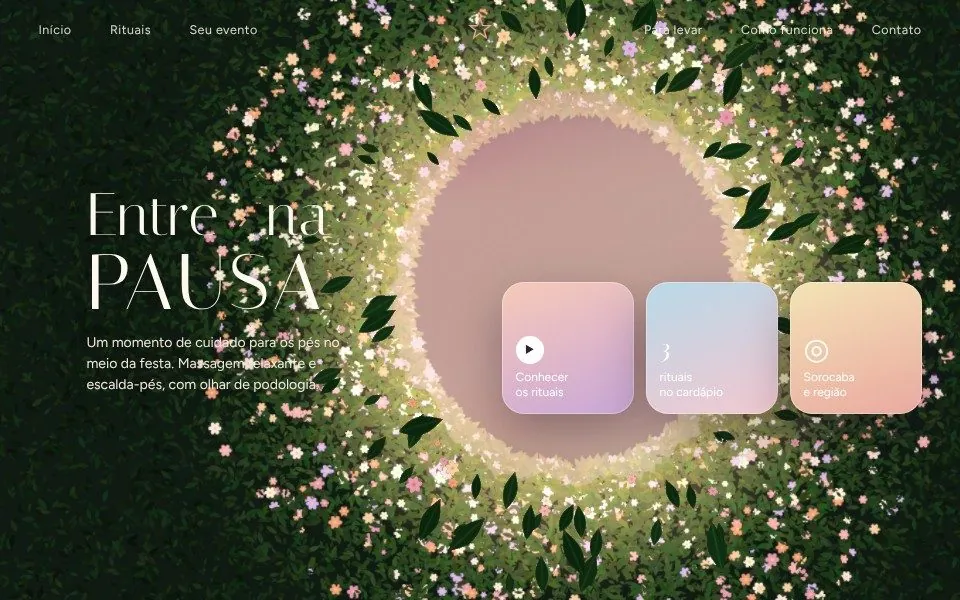 Início
Rituais
Seu evento
Para levar
Como funciona
Contato
Entre na
PAUSA
Um momento de cuidado para os pés no
meio da festa. Massagem relaxante e
escalda-pés, com olhar de podologia.
Conhecer
os rituais
3
rituais
no cardápio
Sorocaba
e região